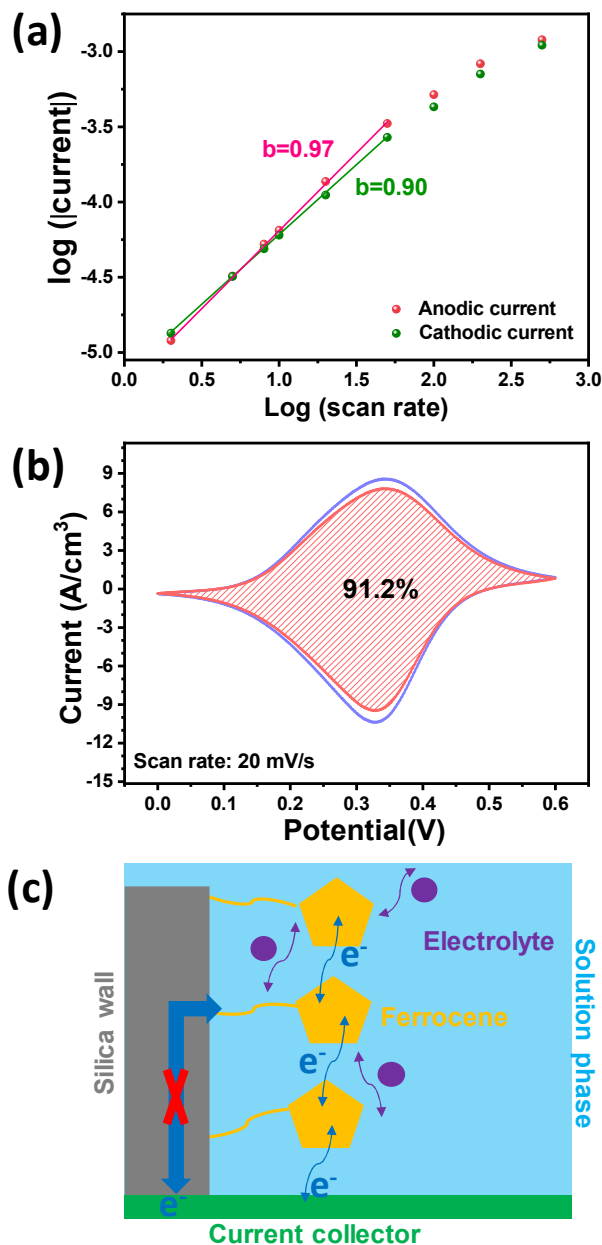 (a)
-3.0
-3.5
-4.0
-4.5
-5.0
log (|current|)
b=0.97
b=0.90
Anodic current
Cathodic current
0.0 0.5 1.0 1.5 2.0 2.5 3.0
Log (scan rate)
(b)
9
6
3
0
-3
-6
-9
-12
-15
Current (A/cm³)
91.2%
Scan rate: 20 mV/s
0.0 0.1 0.2 0.3 0.4 0.5 0.6
Potential(V)
(c)
Silica wall
Electrolyte
e⁻
Ferrocene
e⁻
e⁻
e⁻
Solution phase
Current collector